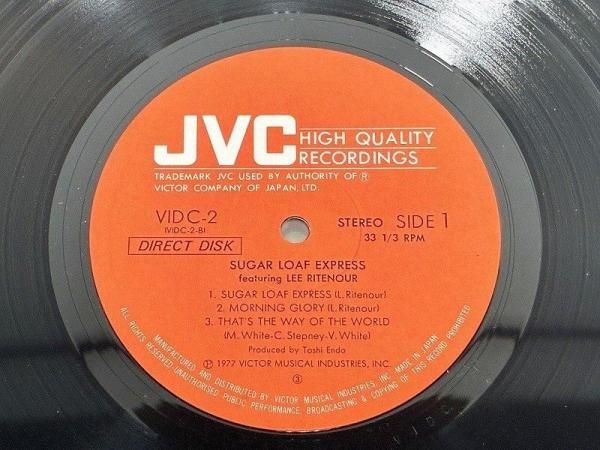 JVC HIGH QUALITY
RECORDINGS
TRADEMARK JVC USED BY AUTHORITY OF ®
VICTOR COMPANY OF JAPAN, LTD.
VIDC-2
(VIDC-2-B)
DIRECT DISK
STEREO SIDE 1
33 1/3 RPM
SUGAR LOAF EXPRESS
featuring LEE RITENOUR
1. SUGAR LOAF EXPRESS (L. Ritenour)
2. MORNING GLORY (L. Ritenour)
3. THAT'S THE WAY OF THE WORLD
(M. White-C. Stepney-V. White)
Produced by Toshi Endo
Ⓟ 1977 VICTOR MUSICAL INDUSTRIES, INC.
③
MANUFACTURED AND DISTRIBUTED BY VICTOR MUSICAL INDUSTRIES, INC. MADE IN JAPAN
ALL RIGHTS RESERVED UNAUTHORISED PUBLIC PERFORMANCE, BROADCASTING & COPYING OF THIS RECORD PROHIBITED
VIDC